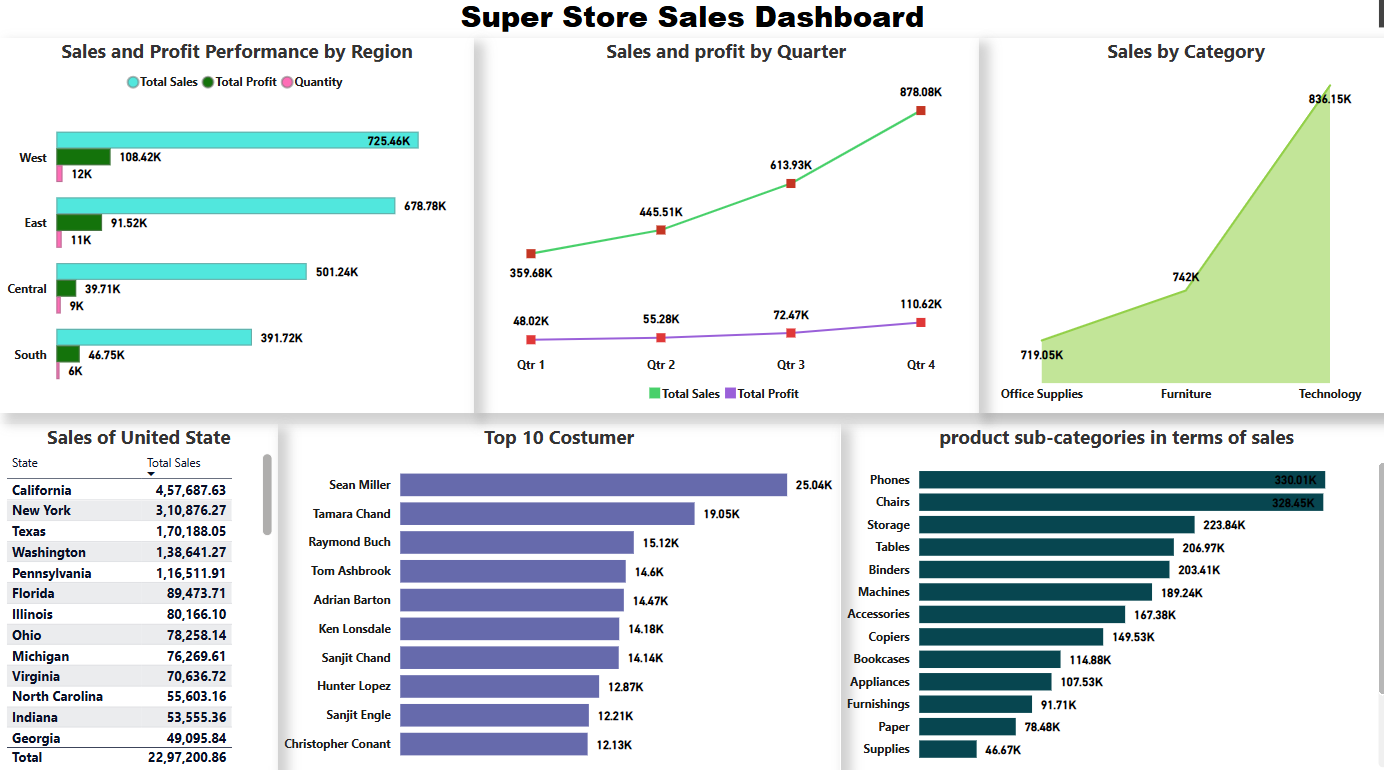 Super Store Sales Dashboard
Sales and Profit Performance by Region
Total Sales Total Profit Quantity
West
725.46K
108.42K
12K
East
678.78K
91.52K
11K
Central
501.24K
39.71K
9K
South
391.72K
46.75K
6K
Sales and profit by Quarter
878.08K
613.93K
445.51K
359.68K
48.02K
55.28K
72.47K
110.62K
Qtr 1 Qtr 2 Qtr 3 Qtr 4
Total Sales Total Profit
Sales by Category
836.15K
742K
719.05K
Office Supplies Furniture Technology
Sales of United State
State Total Sales
California 4,57,687.63
New York 3,10,876.27
Texas 1,70,188.05
Washington 1,38,641.27
Pennsylvania 1,16,511.91
Florida 89,473.71
Illinois 80,166.10
Ohio 78,258.14
Michigan 76,269.61
Virginia 70,636.72
North Carolina 55,603.16
Indiana 53,555.36
Georgia 49,095.84
Total 22,97,200.86
Top 10 Costumer
Sean Miller 25.04K
Tamara Chand 19.05K
Raymond Buch 15.12K
Tom Ashbrook 14.6K
Adrian Barton 14.47K
Ken Lonsdale 14.18K
Sanjit Chand 14.14K
Hunter Lopez 12.87K
Sanjit Engle 12.21K
Christopher Conant 12.13K
product sub-categories in terms of sales
Phones 330.01K
Chairs 328.45K
Storage 223.84K
Tables 206.97K
Binders 203.41K
Machines 189.24K
Accessories 167.38K
Copiers 149.53K
Bookcases 114.88K
Appliances 107.53K
Furnishings 91.71K
Paper 78.48K
Supplies 46.67K